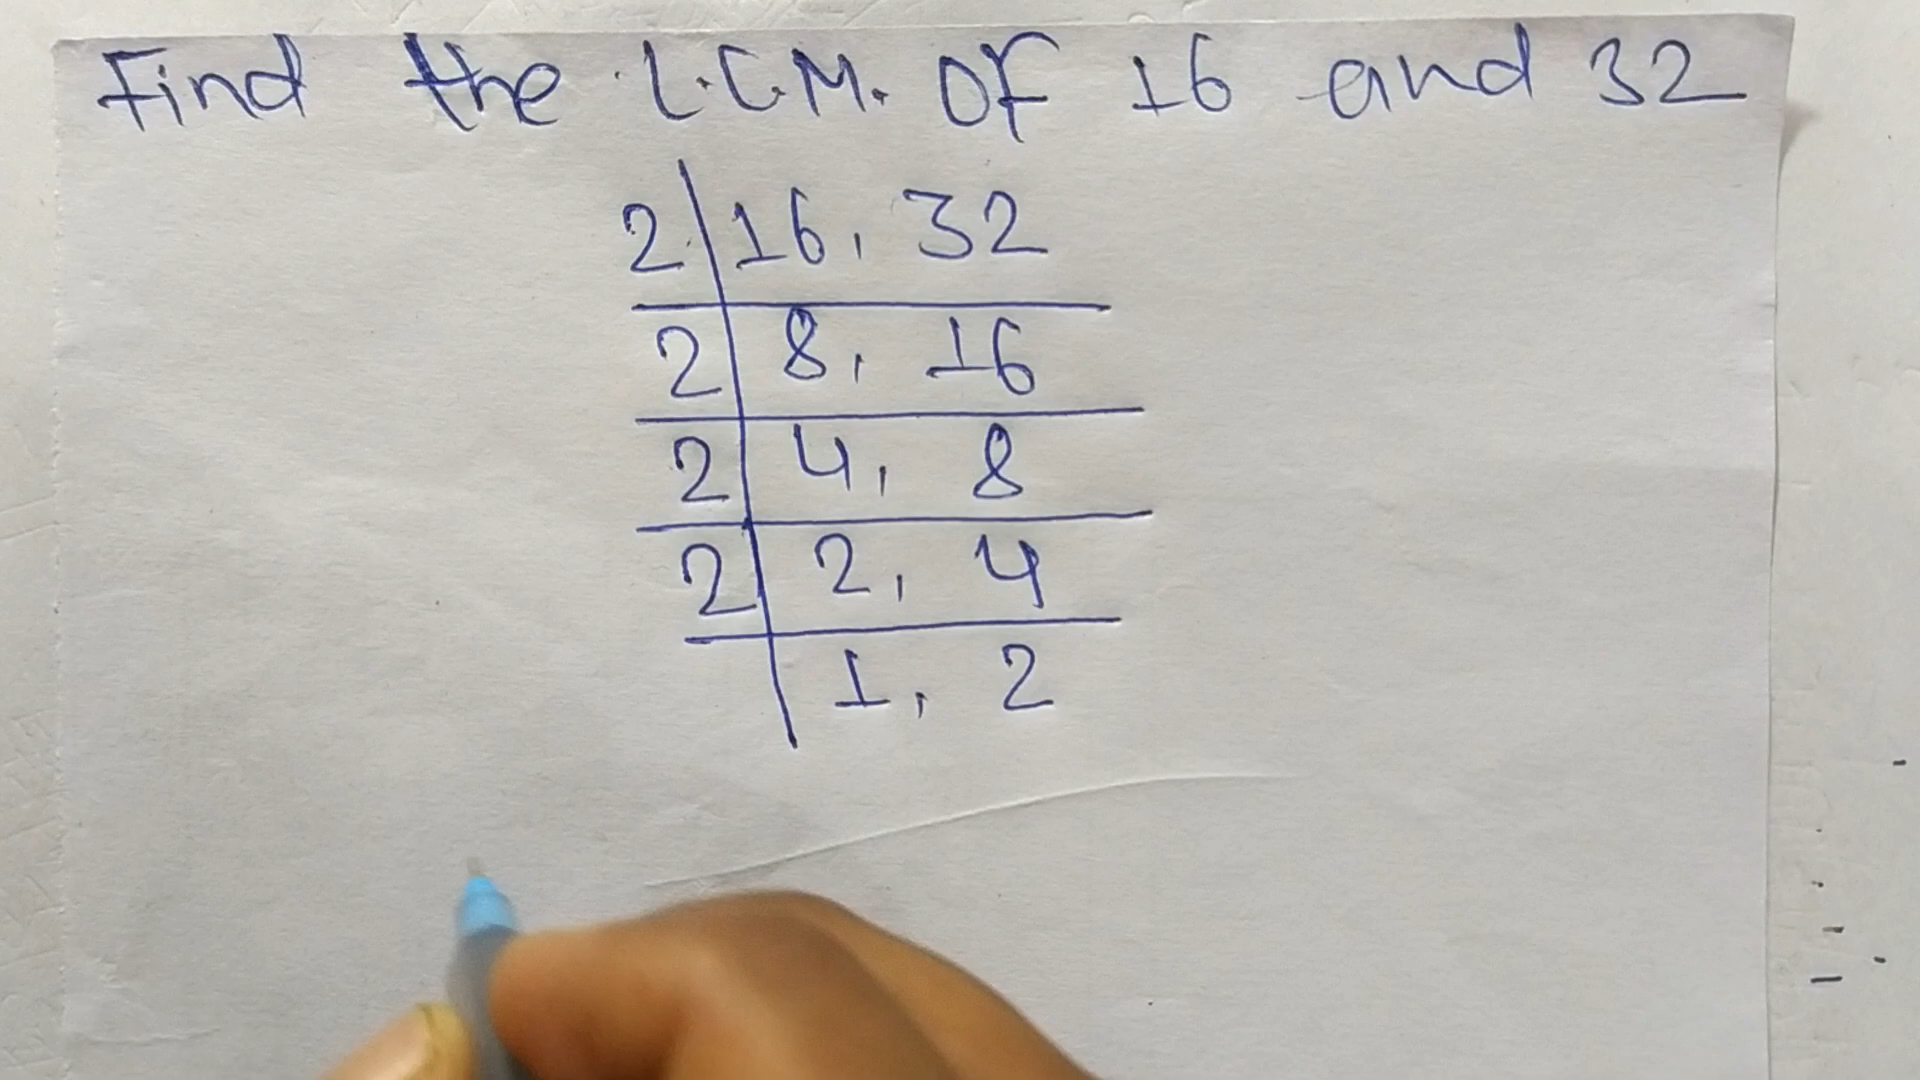 Find the L.C.M. OF 16 and 32
2 16, 32
2 8, 16
2 4, 8
2 2, 4
1, 2